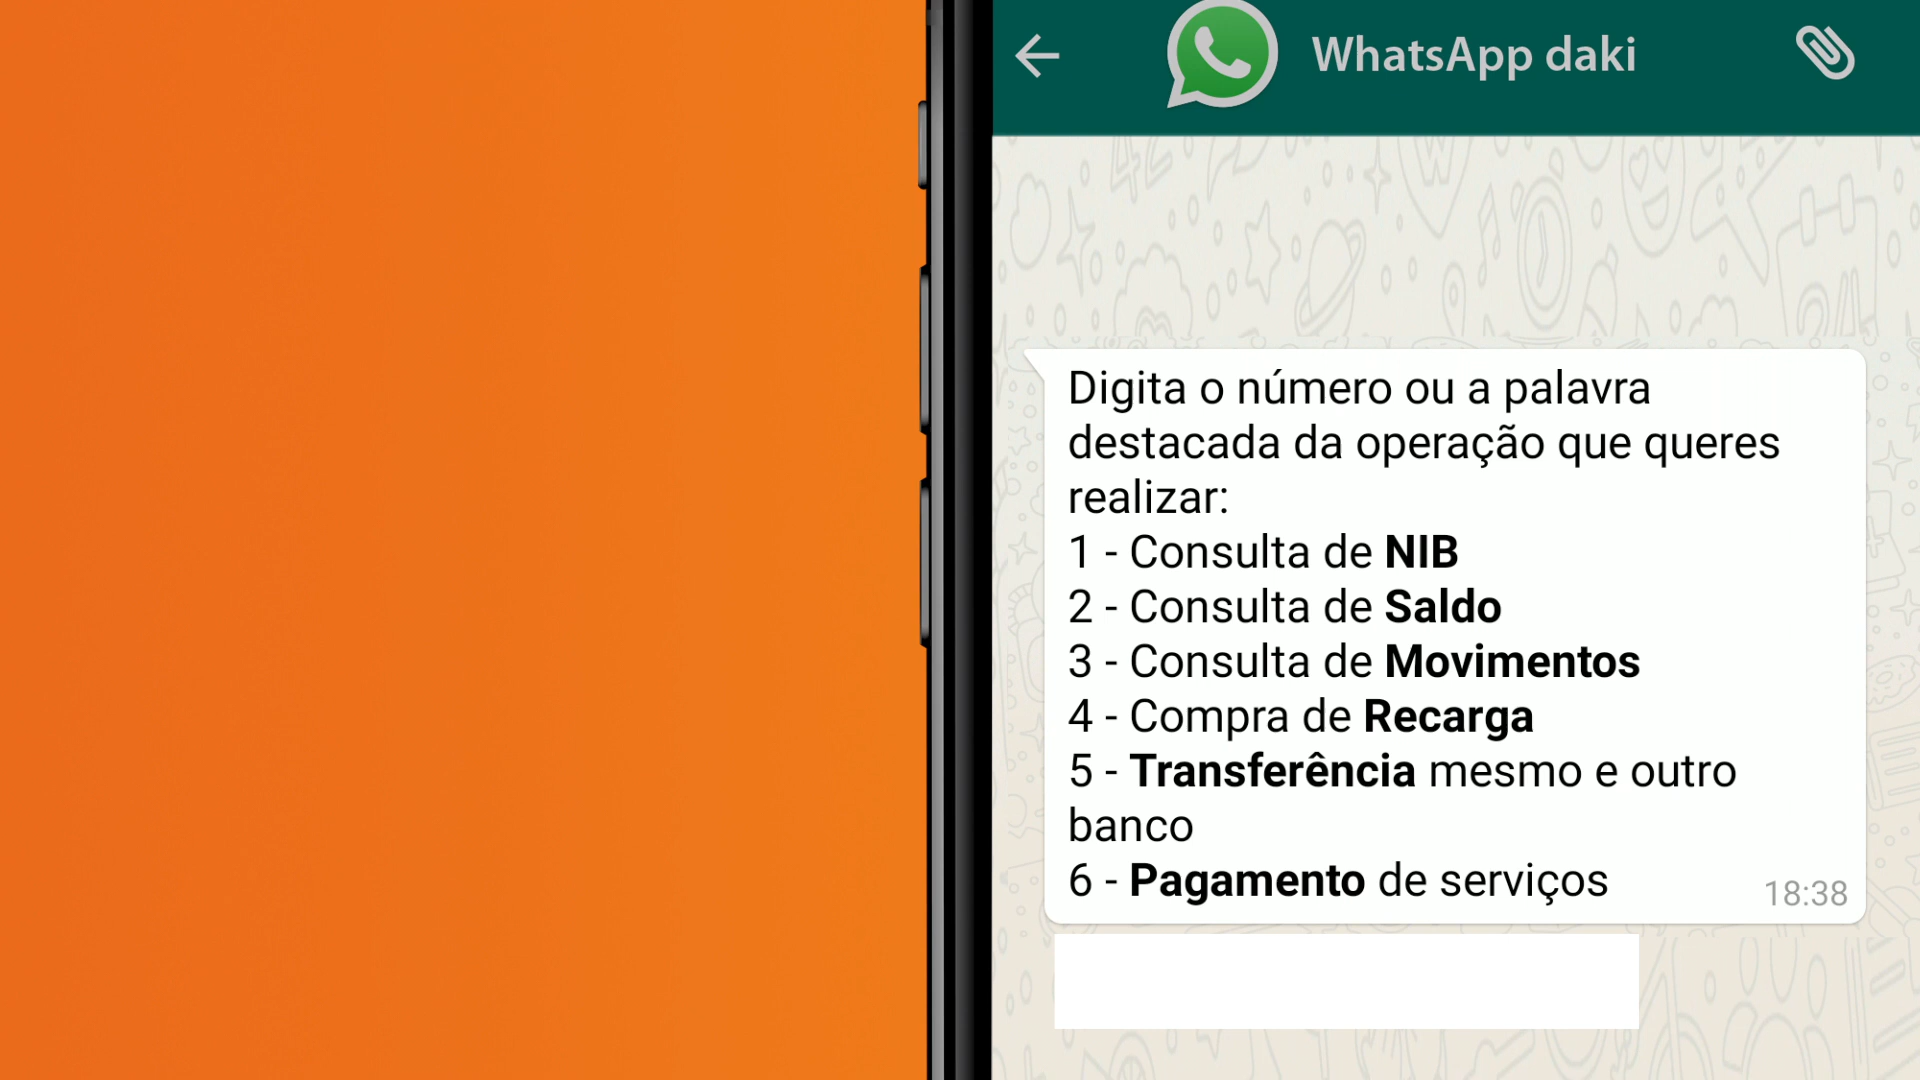 WhatsApp daki
Digita o número ou a palavra
destacada da operação que queres
realizar:
1 - Consulta de NIB
2 - Consulta de Saldo
3 - Consulta de Movimentos
4 - Compra de Recarga
5 - Transferência mesmo e outro
banco
6 - Pagamento de serviços
18:38